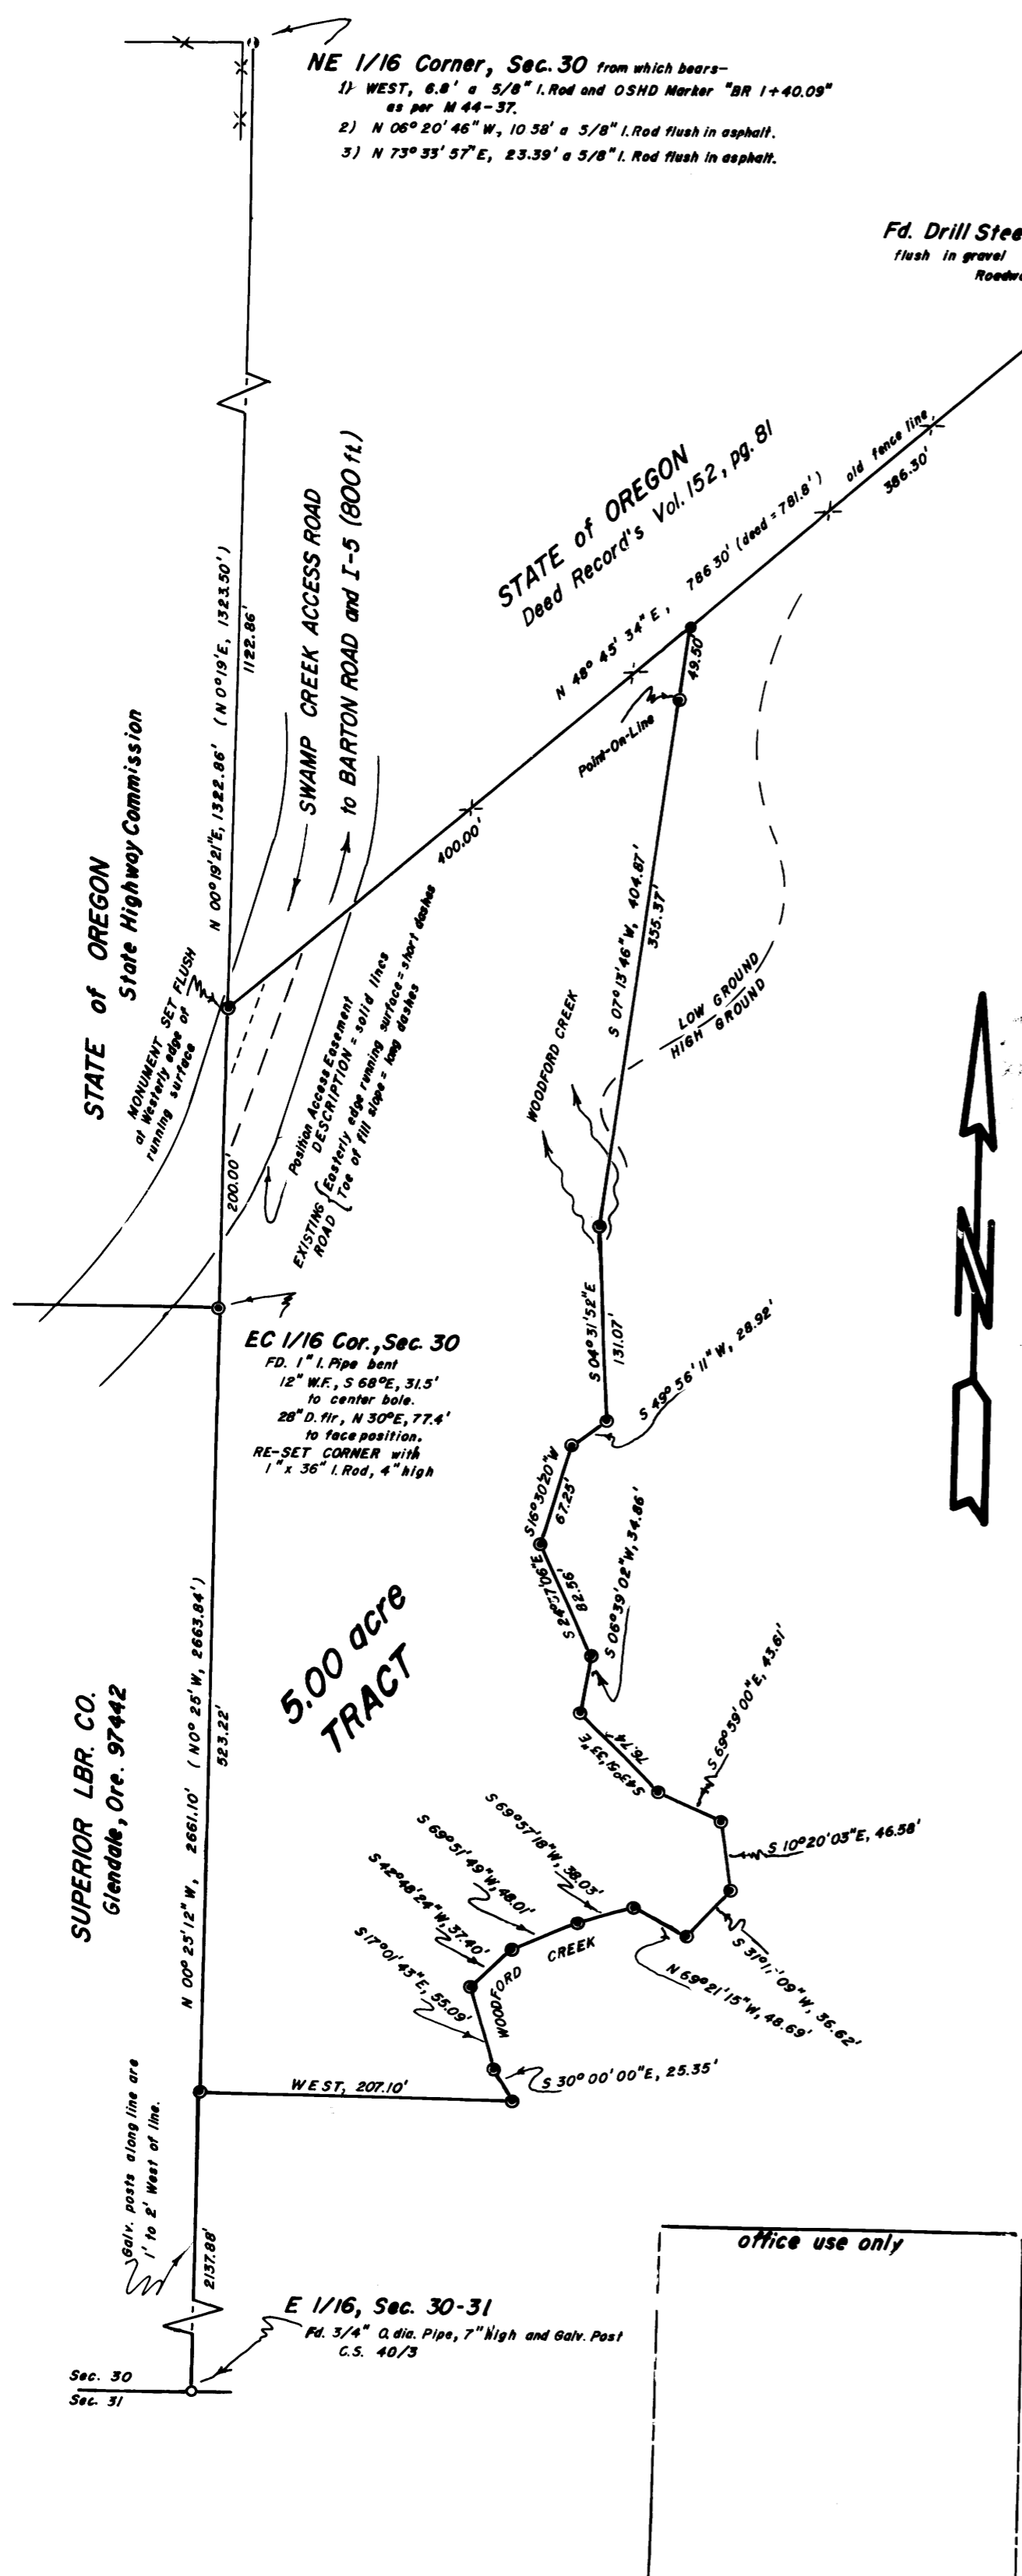 NE 1/16 Corner, Sec. 30 from which bears-
1) WEST, 6.8' a 5/8" I. Rod and OSHD Marker "BR 1+40.09"
as per M 44-37.
2) N 06° 20' 46" W, 10 58' a 5/8" I. Rod flush in asphalt.
3) N 73° 33' 57" E, 23.39' a 5/8" I. Rod flush in asphalt.
Fd. Drill Stee
flush in gravel
Roadwa
STATE of OREGON
Deed Record's Vol. 152, pg. 81
N 48° 45' 34" E, 786 30' (deed = 781.8') old fence line
386.30'
400.00'
49.50'
Point-On-Line
N 00° 19' 21" E, 1322.86' (N 0° 19' E, 1323.50')
1122.86'
SWAMP CREEK ACCESS ROAD
to BARTON ROAD and I-5 (800 ft.)
STATE of OREGON
State Highway Commission
MONUMENT SET FLUSH
at Westerly edge of
running surface
200.00'
Position Access Easement
DESCRIPTION = solid lines
EXISTING ROAD { Easterly edge running surface = short dashes
Toe of fill slope = long dashes
S 07° 13' 46" W, 404.87'
355.37'
LOW GROUND
HIGH GROUND
WOODFORD CREEK
EC 1/16 Cor., Sec. 30
FD. 1" I. Pipe bent
12" W.F., S 68° E, 31.5'
to center bole.
28" D. fir, N 30° E, 77.4'
to face position.
RE-SET CORNER with
1" x 36" I. Rod, 4" high
S 04° 31' 52" E
131.07'
S 49° 56' 11" W, 28.92'
S 16° 30' 20" W
67.25'
S 24° 57' 06" E
82.56'
S 06° 39' 02" W, 34.86'
S 43° 51' 33" E
76.74'
S 69° 59' 00" E, 43.61'
S 10° 20' 03" E, 46.58'
S 31° 09" W, 36.62'
N 69° 21' 15" W, 48.69'
S 69° 57' 18" W, 38.03'
S 69° 51' 49" W, 48.01'
S 42° 48' 24" W, 37.40'
S 17° 01' 43" E, 55.09'
WOODFORD CREEK
S 30° 00' 00" E, 25.35'
WEST, 207.10'
5.00 acre
TRACT
SUPERIOR LBR. CO.
Glendale, Ore. 97442
N 00° 25' 12" W, 2661.10' (N 0° 25' W, 2663.84')
523.22'
Galv. posts along line are
1' to 2' West of line.
2137.88'
E 1/16, Sec. 30-31
Fd. 3/4" O. dia. Pipe, 7" high and Galv. Post
C.S. 40/3
Sec. 30
Sec. 31
N
office use only